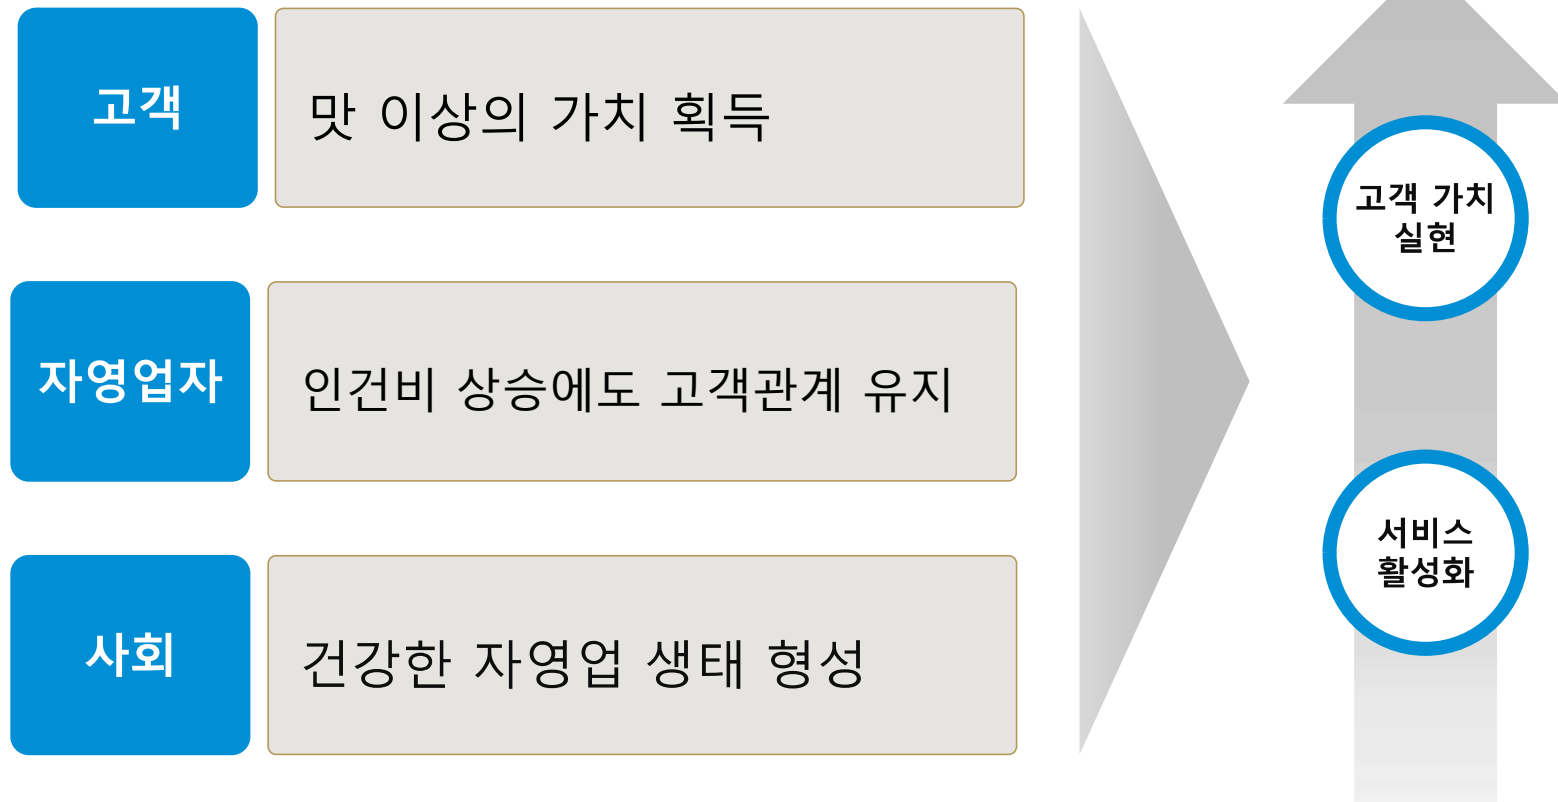 고객
맛 이상의 가치 획득
자영업자
인건비 상승에도 고객관계 유지
사회
건강한 자영업 생태 형성
고객 가치
실현
서비스
활성화